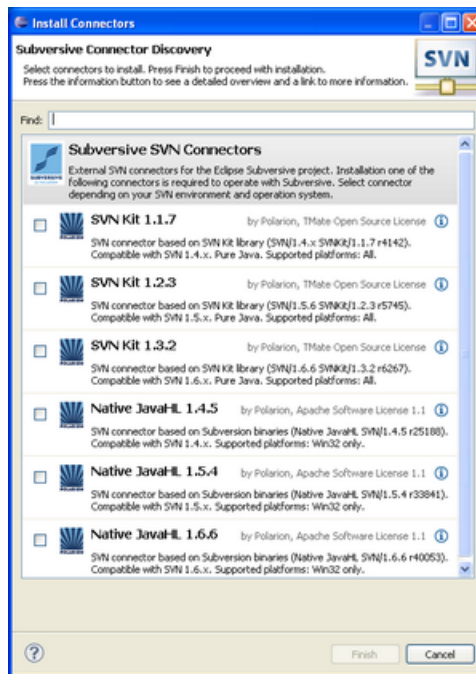 Install Connectors
Subversive Connector Discovery
Select connectors to install. Press Finish to proceed with installation.
Press the information button to see a detailed overview and a link to more information.
SVN
Find:
Subversive SVN Connectors
External SVN connectors for the Eclipse Subversive project. Installation one of the
following connectors is required to operate with Subversive. Select connector
depending on your SVN environment and operation system.
SUBVERSIVE
SVN Kit 1.1.7 by Polarion, TMate Open Source License
SVN connector based on SVN Kit library (SVN/1.4.x SVNKit/1.1.7 r4142).
Compatible with SVN 1.4.x. Pure Java. Supported platforms: All.
POLARION
SVN Kit 1.2.3 by Polarion, TMate Open Source License
SVN connector based on SVN Kit library (SVN/1.5.6 SVNKit/1.2.3 r5745).
Compatible with SVN 1.5.x. Pure Java. Supported platforms: All.
POLARION
SVN Kit 1.3.2 by Polarion, TMate Open Source License
SVN connector based on SVN Kit library (SVN/1.6.6 SVNKit/1.3.2 r6267).
Compatible with SVN 1.6.x. Pure Java. Supported platforms: All.
POLARION
Native JavaHL 1.4.5 by Polarion, Apache Software License 1.1
SVN connector based on Subversion binaries (Native JavaHL SVN/1.4.5 r25188).
Compatible with SVN 1.4.x. Supported platforms: Win32 only.
POLARION
Native JavaHL 1.5.4 by Polarion, Apache Software License 1.1
SVN connector based on Subversion binaries (Native JavaHL SVN/1.5.4 r33841).
Compatible with SVN 1.5.x. Supported platforms: Win32 only.
POLARION
Native JavaHL 1.6.6 by Polarion, Apache Software License 1.1
SVN connector based on Subversion binaries (Native JavaHL SVN/1.6.6 r40053).
Compatible with SVN 1.6.x. Supported platforms: Win32 only.
POLARION
Finish Cancel